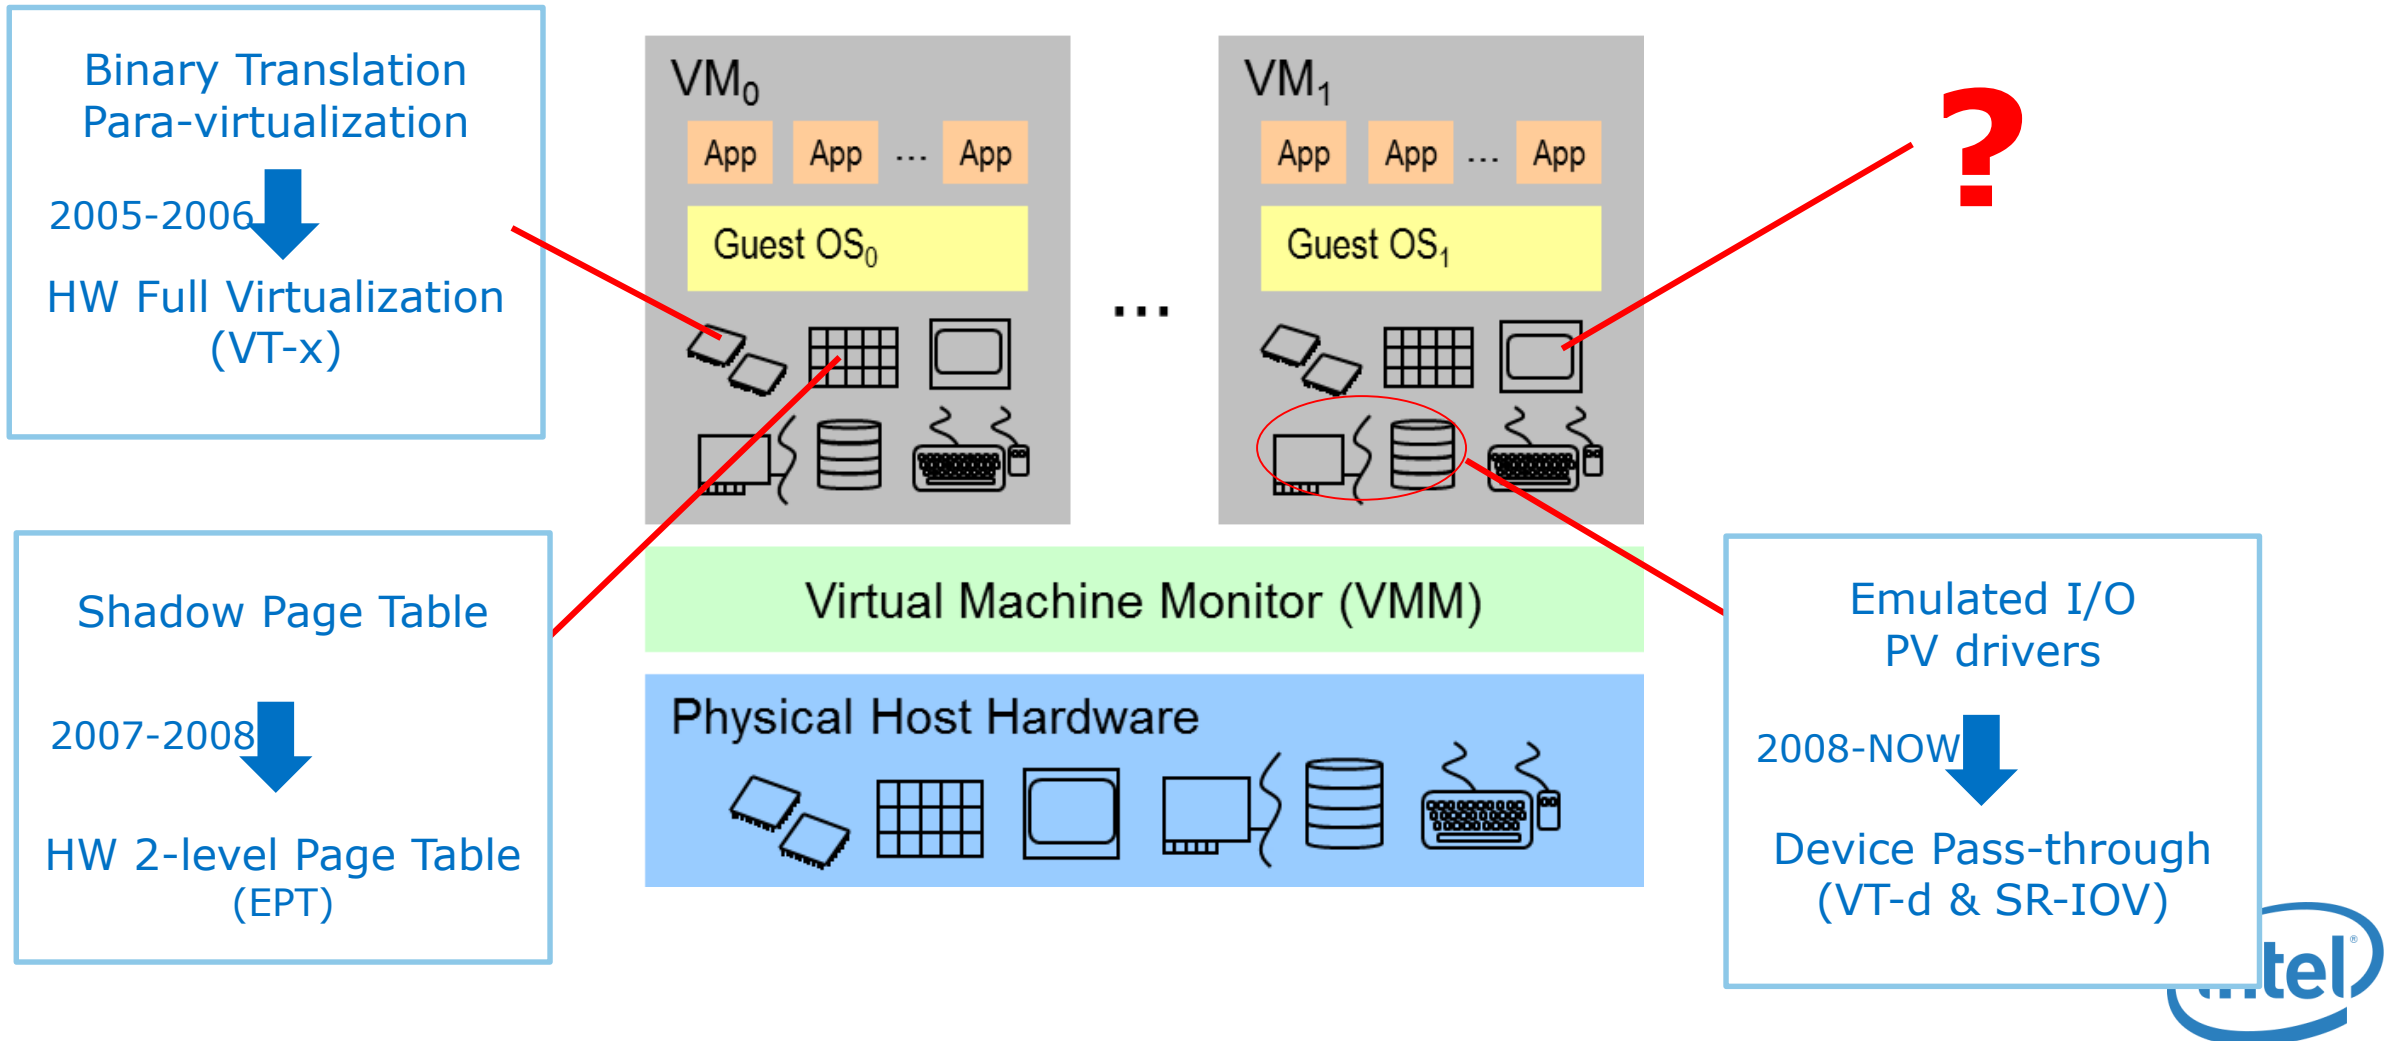 Binary Translation
Para-virtualization
2005-2006
HW Full Virtualization
(VT-x)
Shadow Page Table
2007-2008
HW 2-level Page Table
(EPT)
VM0
App App ... App
Guest OS0
...
VM1
App App ... App
Guest OS1
Virtual Machine Monitor (VMM)
Physical Host Hardware
?
Emulated I/O
PV drivers
2008-NOW
Device Pass-through
(VT-d & SR-IOV)
intel®